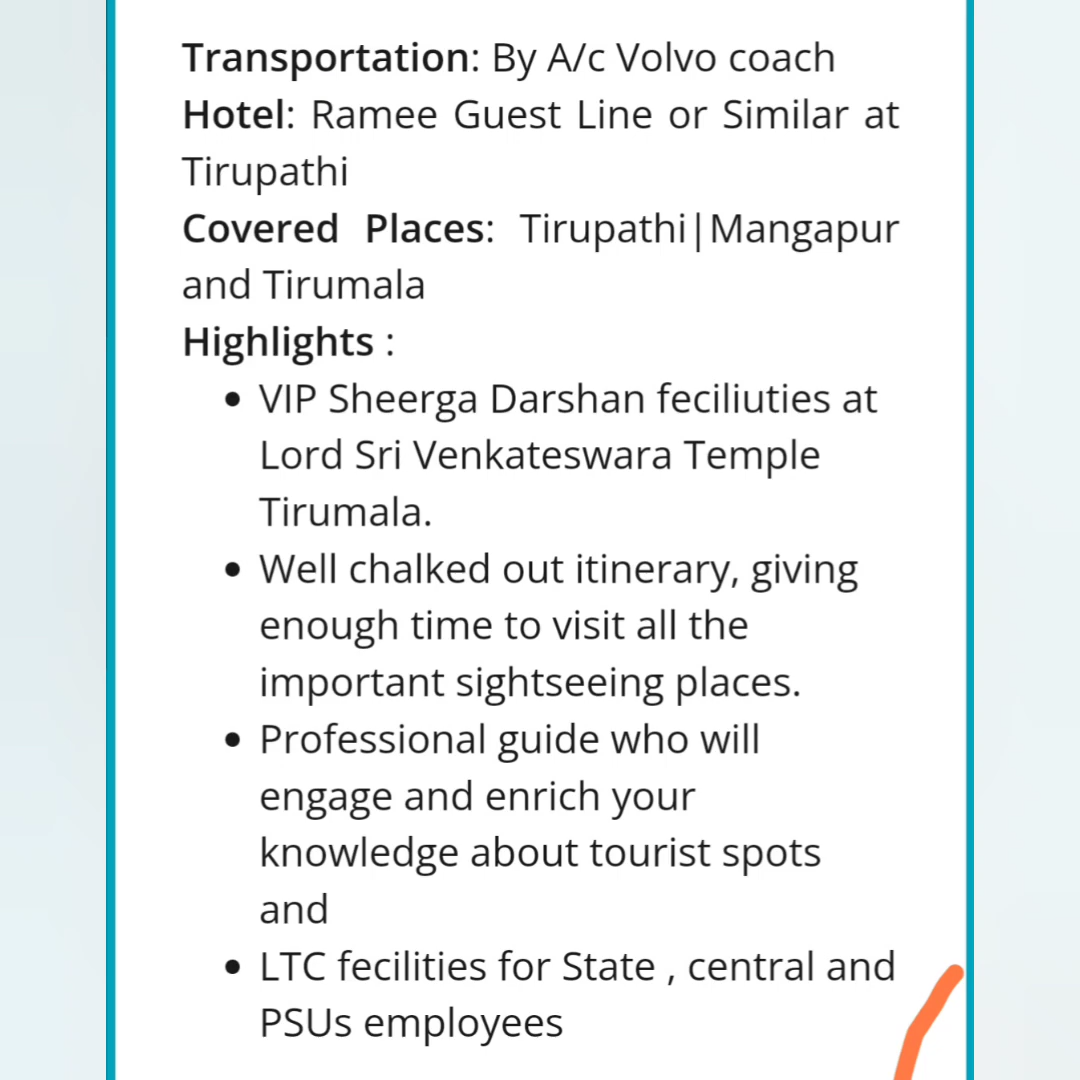 Transportation: By A/c Volvo coach
Hotel: Ramee Guest Line or Similar at
Tirupathi
Covered Places: Tirupathi|Mangapur
and Tirumala
Highlights :
• VIP Sheerga Darshan feciliuties at
Lord Sri Venkateswara Temple
Tirumala.
• Well chalked out itinerary, giving
enough time to visit all the
important sightseeing places.
• Professional guide who will
engage and enrich your
knowledge about tourist spots
and
• LTC fecilities for State , central and
PSUs employees